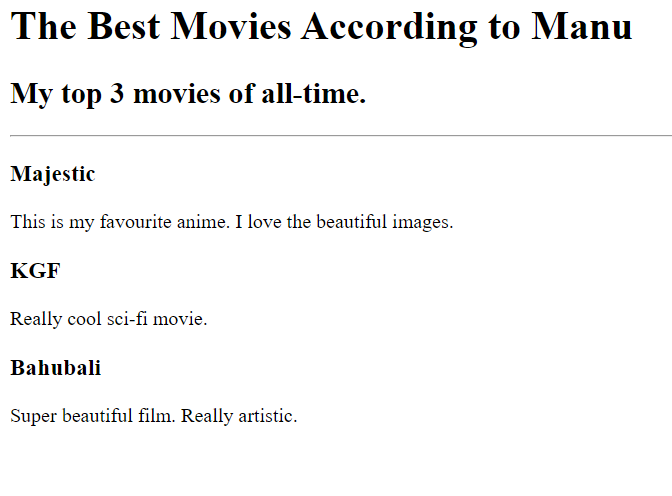 The Best Movies According to Manu
My top 3 movies of all-time.
Majestic
This is my favourite anime. I love the beautiful images.
KGF
Really cool sci-fi movie.
Bahubali
Super beautiful film. Really artistic.